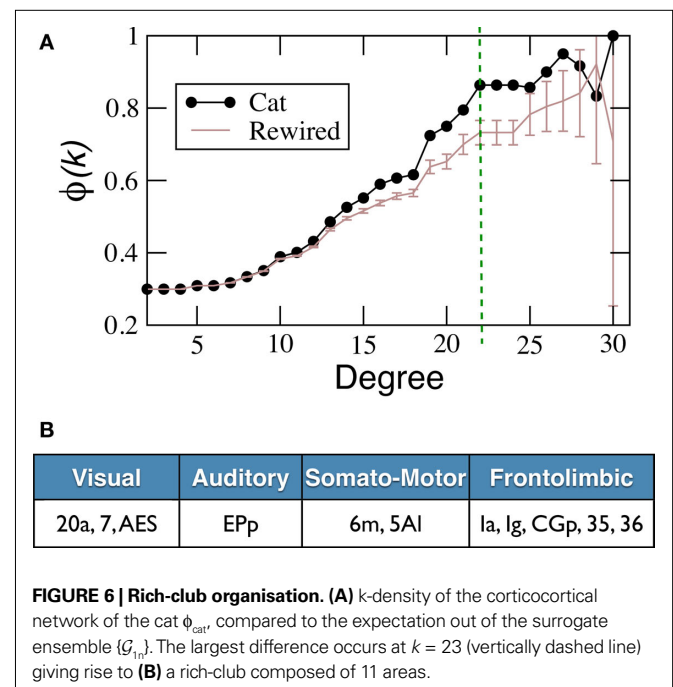 A
1
0.8
0.6
0.4
0.2
ϕ(k)
Cat
Rewired
5 10 15 20 25 30
Degree
B
Visual Auditory Somato-Motor Frontolimbic
20a, 7, AES EPp 6m, 5Al Ia, Ig, CGp, 35, 36
FIGURE 6 | Rich-club organisation. (A) k-density of the corticocortical
network of the cat ϕcat, compared to the expectation out of the surrogate
ensemble {𝒢1n}. The largest difference occurs at k = 23 (vertically dashed line)
giving rise to (B) a rich-club composed of 11 areas.